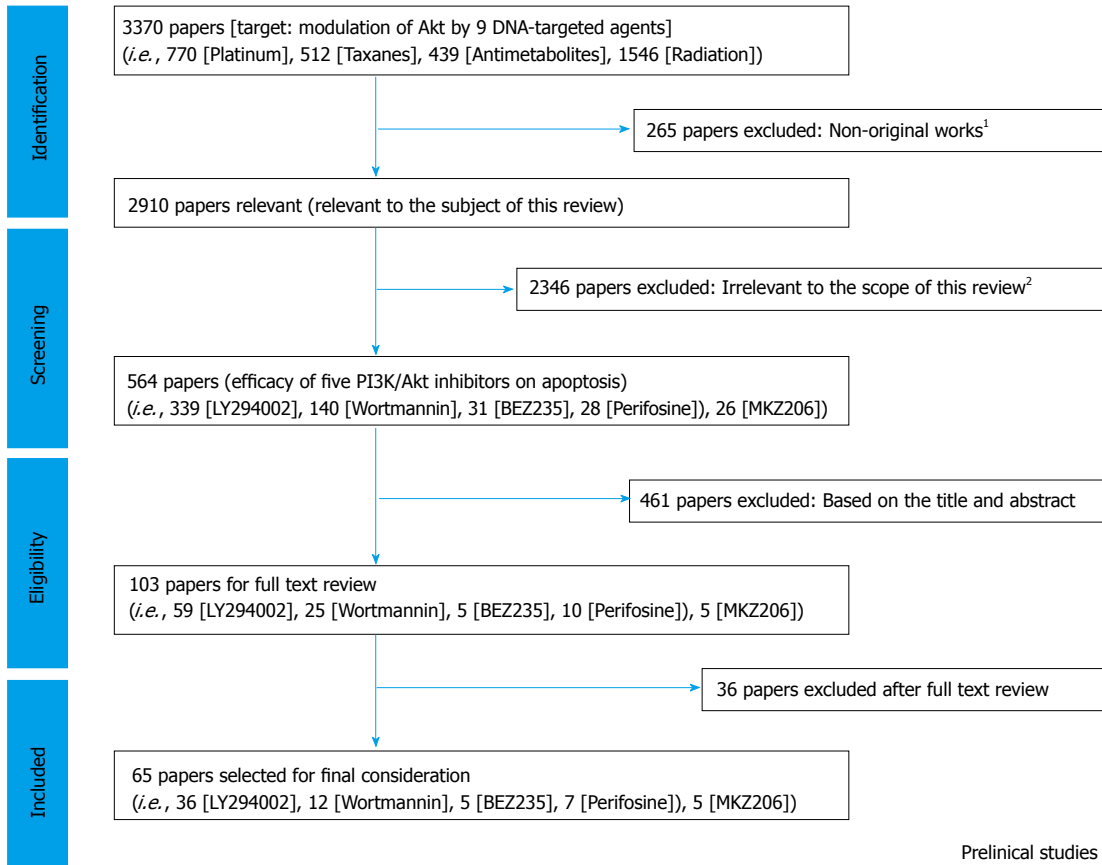 Identification
3370 papers [target: modulation of Akt by 9 DNA-targeted agents]
(i.e., 770 [Platinum], 512 [Taxanes], 439 [Antimetabolites], 1546 [Radiation])
265 papers excluded: Non-original works1
2910 papers relevant (relevant to the subject of this review)
Screening
2346 papers excluded: Irrelevant to the scope of this review2
564 papers (efficacy of five PI3K/Akt inhibitors on apoptosis)
(i.e., 339 [LY294002], 140 [Wortmannin], 31 [BEZ235], 28 [Perifosine]), 26 [MKZ206])
Eligibility
461 papers excluded: Based on the title and abstract
103 papers for full text review
(i.e., 59 [LY294002], 25 [Wortmannin], 5 [BEZ235], 10 [Perifosine]), 5 [MKZ206])
Included
36 papers excluded after full text review
65 papers selected for final consideration
(i.e., 36 [LY294002], 12 [Wortmannin], 5 [BEZ235], 7 [Perifosine]), 5 [MKZ206])
Prelinical studies